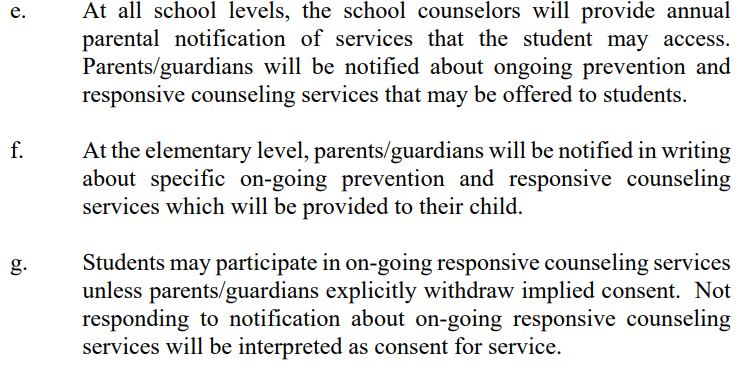 e. At all school levels, the school counselors will provide annual
parental notification of services that the student may access.
Parents/guardians will be notified about ongoing prevention and
responsive counseling services that may be offered to students.
f. At the elementary level, parents/guardians will be notified in writing
about specific on-going prevention and responsive counseling
services which will be provided to their child.
g. Students may participate in on-going responsive counseling services
unless parents/guardians explicitly withdraw implied consent. Not
responding to notification about on-going responsive counseling
services will be interpreted as consent for service.